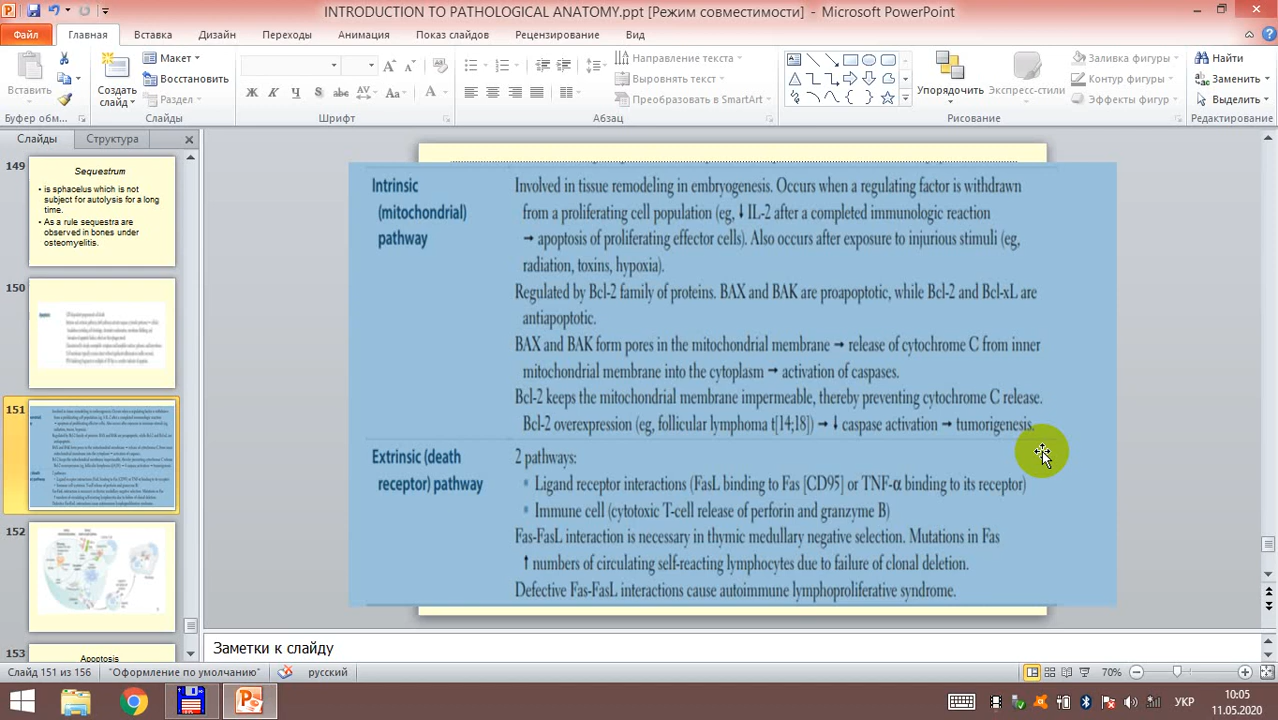 INTRODUCTION TO PATHOLOGICAL ANATOMY.ppt [Режим совместимости] - Microsoft PowerPoint
Файл Главная Вставка Дизайн Переходы Анимация Показ слайдов Рецензирование Вид
Вставить
Создать слайд
Макет
Восстановить
Раздел
Ж К Ч S abc AV Aa A
Направление текста
Выровнять текст
Преобразовать в SmartArt
Упорядочить
Экспресс-стили
Заливка фигуры
Контур фигуры
Эффекты фигур
Найти
Заменить
Выделить
Буфер обм... Слайды Шрифт Абзац Рисование Редактирование
Слайды Структура
149
Sequestrum
• is sphacelus which is not
subject for autolysis for a long
time.
• As a rule sequestra are
observed in bones under
osteomyelitis.
150
151
152
153
Apoptosis
Intrinsic
(mitochondrial)
pathway
Involved in tissue remodeling in embryogenesis. Occurs when a regulating factor is withdrawn
from a proliferating cell population (eg, ↓ IL-2 after a completed immunologic reaction
→ apoptosis of proliferating effector cells). Also occurs after exposure to injurious stimuli (eg,
radiation, toxins, hypoxia).
Regulated by Bcl-2 family of proteins. BAX and BAK are proapoptotic, while Bcl-2 and Bcl-xL are
antiapoptotic.
BAX and BAK form pores in the mitochondrial membrane → release of cytochrome C from inner
mitochondrial membrane into the cytoplasm → activation of caspases.
Bcl-2 keeps the mitochondrial membrane impermeable, thereby preventing cytochrome C release.
Bcl-2 overexpression (eg, follicular lymphoma t[14;18]) → ↓ caspase activation → tumorigenesis.
Extrinsic (death
receptor) pathway
2 pathways:
Ligand receptor interactions (FasL binding to Fas [CD95] or TNF-α binding to its receptor)
Immune cell (cytotoxic T-cell release of perforin and granzyme B)
Fas-FasL interaction is necessary in thymic medullary negative selection. Mutations in Fas
↑ numbers of circulating self-reacting lymphocytes due to failure of clonal deletion.
Defective Fas-FasL interactions cause autoimmune lymphoproliferative syndrome.
Заметки к слайду
Слайд 151 из 156 "Оформление по умолчанию" русский 70%
УКР
10:05
11.05.2020